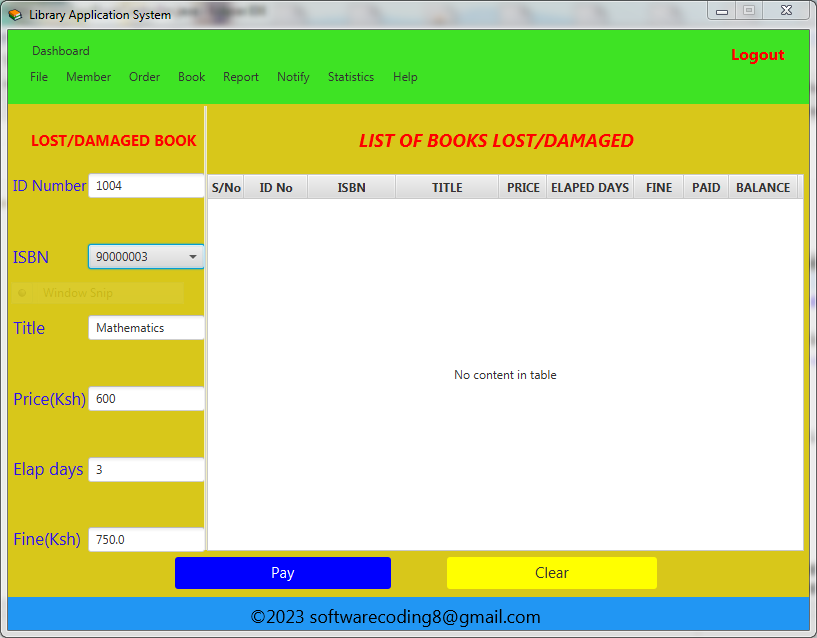 Library Application System
Dashboard
Logout
File Member Order Book Report Notify Statistics Help
LOST/DAMAGED BOOK
LIST OF BOOKS LOST/DAMAGED
ID Number 1004
S/No ID No ISBN TITLE PRICE ELAPED DAYS FINE PAID BALANCE
ISBN 90000003
Window Snip
Title Mathematics
No content in table
Price(Ksh) 600
Elap days 3
Fine(Ksh) 750.0
Pay Clear
©2023 softwarecoding8@gmail.com